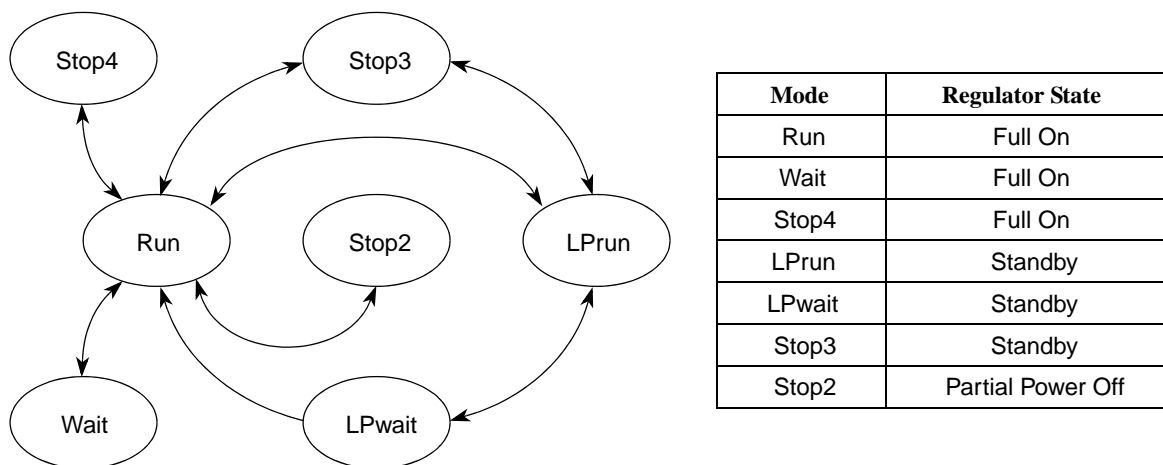 Stop4
Stop3
Run
Stop2
LPrun
Wait
LPwait
Mode Regulator State
Run Full On
Wait Full On
Stop4 Full On
LPrun Standby
LPwait Standby
Stop3 Standby
Stop2 Partial Power Off